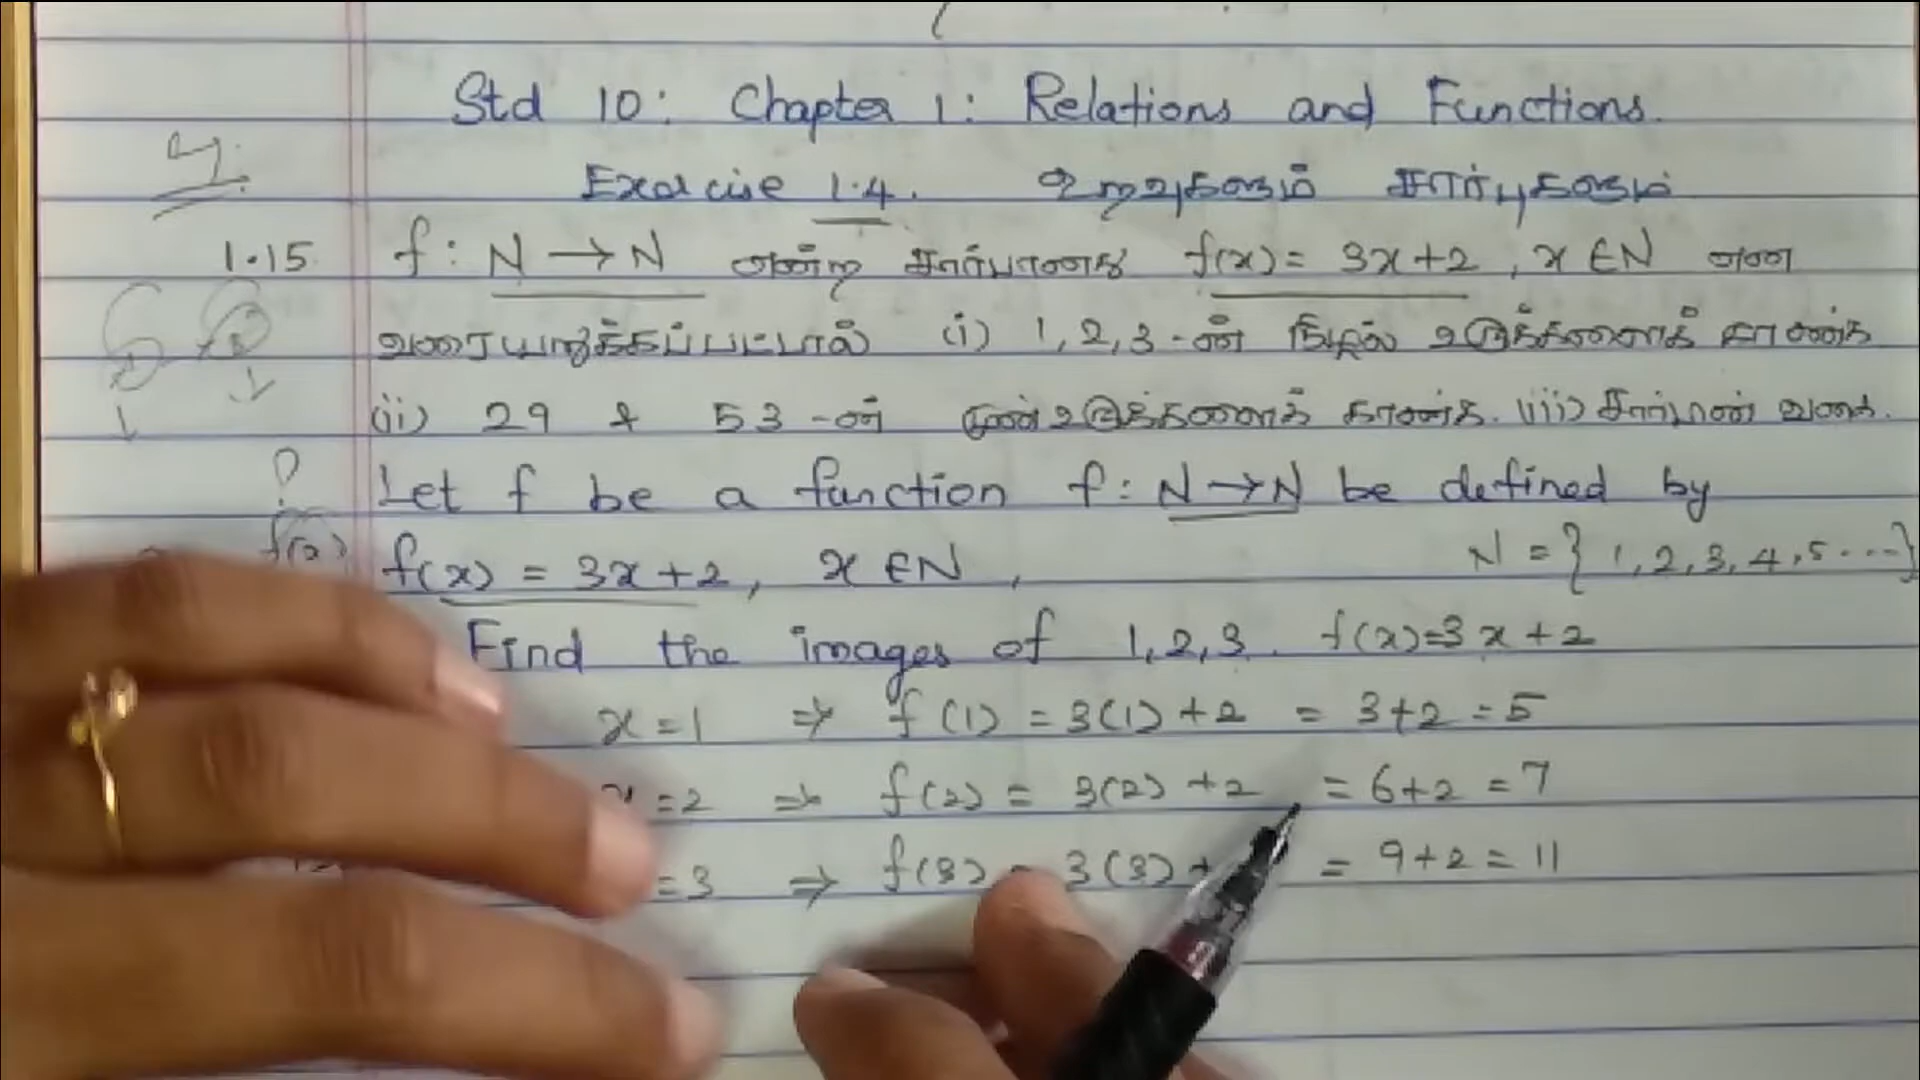 Std 10: Chapter 1: Relations and Functions.
4.
Exercise 1.4. உறவுகளும் சார்புகளும்
1.15 f: N → N என்ற சார்பானது f(x) = 3x+2, x ∈ N என
வரையறுக்கப்பட்டால் (i) 1, 2, 3-ன் நிழல் உருக்களைக் காண்க
(ii) 29 & 53-ன் முன் உருக்களைக் காண்க. (iii) சார்பின் வகை.
Let f be a function f: N → N be defined by
f(x) = 3x+2, x ∈ N, N = { 1, 2, 3, 4, 5 ... }
Find the images of 1, 2, 3. f(x)=3x+2
x=1 ⇒ f(1) = 3(1)+2 = 3+2 = 5
x=2 ⇒ f(2) = 3(2)+2 = 6+2 = 7
=3 ⇒ f(3) 3(3)+ = 9+2 = 11